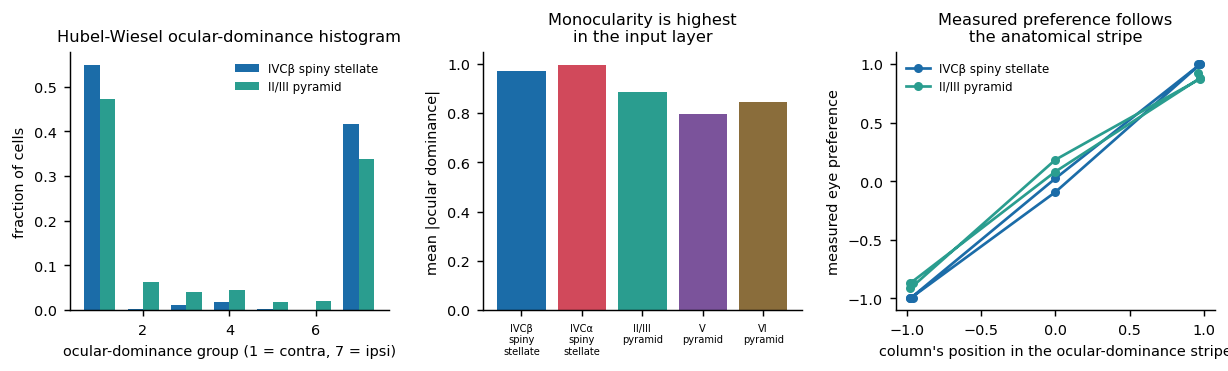 Hubel-Wiesel ocular-dominance histogram
IVCβ spiny stellate
II/III pyramid
fraction of cells
0.5
0.4
0.3
0.2
0.1
0.0
2
4
6
ocular-dominance group (1 = contra, 7 = ipsi)
Monocularity is highest
in the input layer
mean |ocular dominance|
1.0
0.8
0.6
0.4
0.2
0.0
IVCβ
spiny
stellate
IVCα
spiny
stellate
II/III
pyramid
V
pyramid
VI
pyramid
Measured preference follows
the anatomical stripe
IVCβ spiny stellate
II/III pyramid
measured eye preference
1.0
0.5
0.0
−0.5
−1.0
−1.0
−0.5
0.0
0.5
1.0
column's position in the ocular-dominance stripe